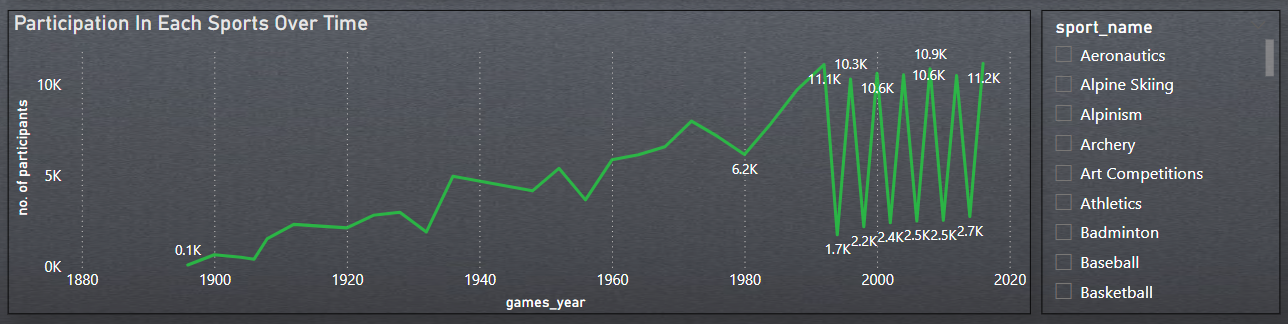 Participation In Each Sports Over Time
no. of participants
10K
5K
0K
0.1K
6.2K
11.1K
10.3K
10.6K
10.6K
10.9K
11.2K
1.7K
2.2K
2.4K
2.5K
2.5K
2.7K
1880 1900 1920 1940 1960 1980 2000 2020
games_year
sport_name
Aeronautics
Alpine Skiing
Alpinism
Archery
Art Competitions
Athletics
Badminton
Baseball
Basketball